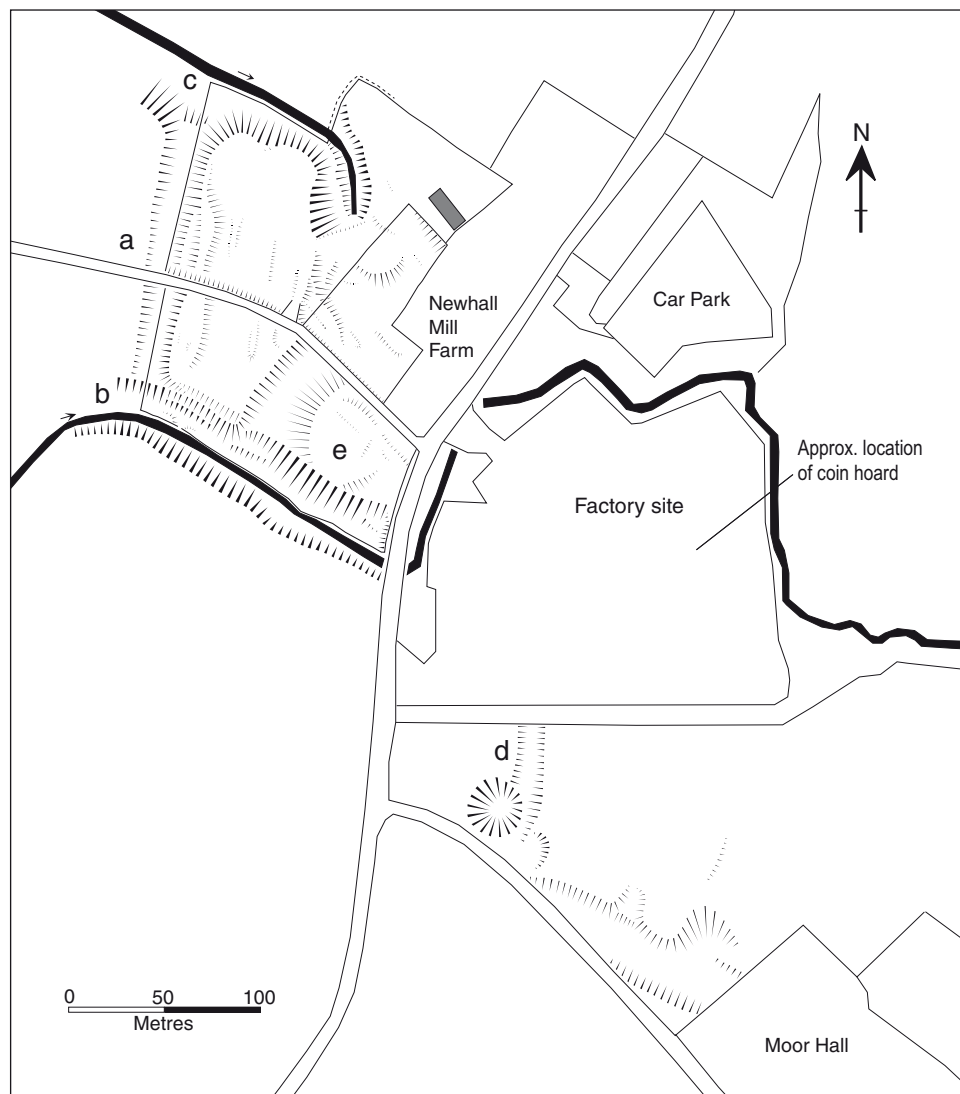 c
N
a
Car Park
Newhall
Mill
Farm
b
Approx. location
of coin hoard
e
Factory site
d
0 50 100
Metres
Moor Hall